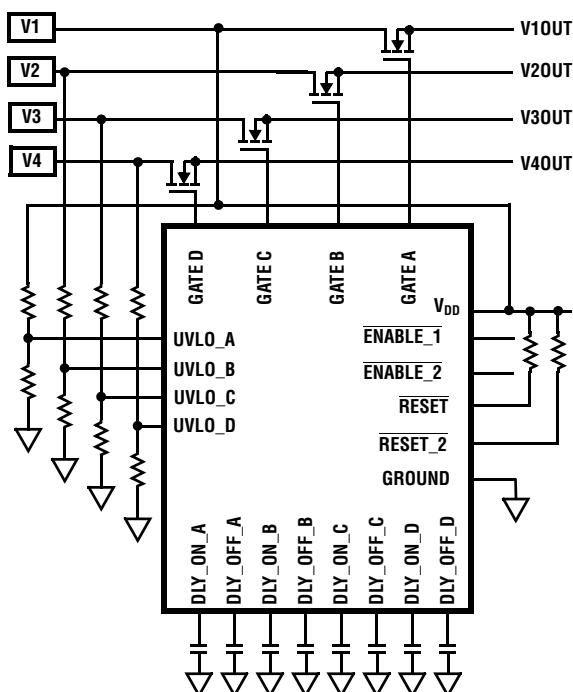 V1
V1OUT
V2
V2OUT
V3
V3OUT
V4
V4OUT
GATE D
GATE C
GATE B
GATE A
VDD
UVLO_A
ENABLE_1
UVLO_B
ENABLE_2
UVLO_C
RESET
UVLO_D
RESET_2
GROUND
DLY_ON_A
DLY_OFF_A
DLY_ON_B
DLY_OFF_B
DLY_ON_C
DLY_OFF_C
DLY_ON_D
DLY_OFF_D